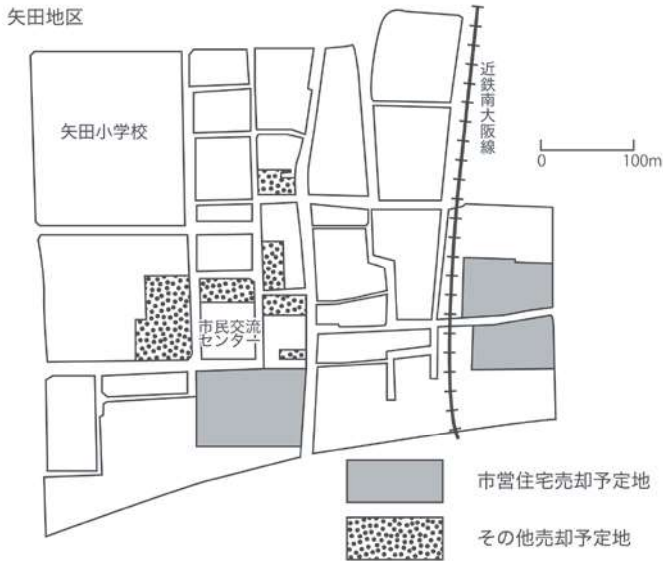 矢田地区
矢田小学校
近鉄南大阪線
0 100m
市民交流
センター
市営住宅売却予定地
その他売却予定地